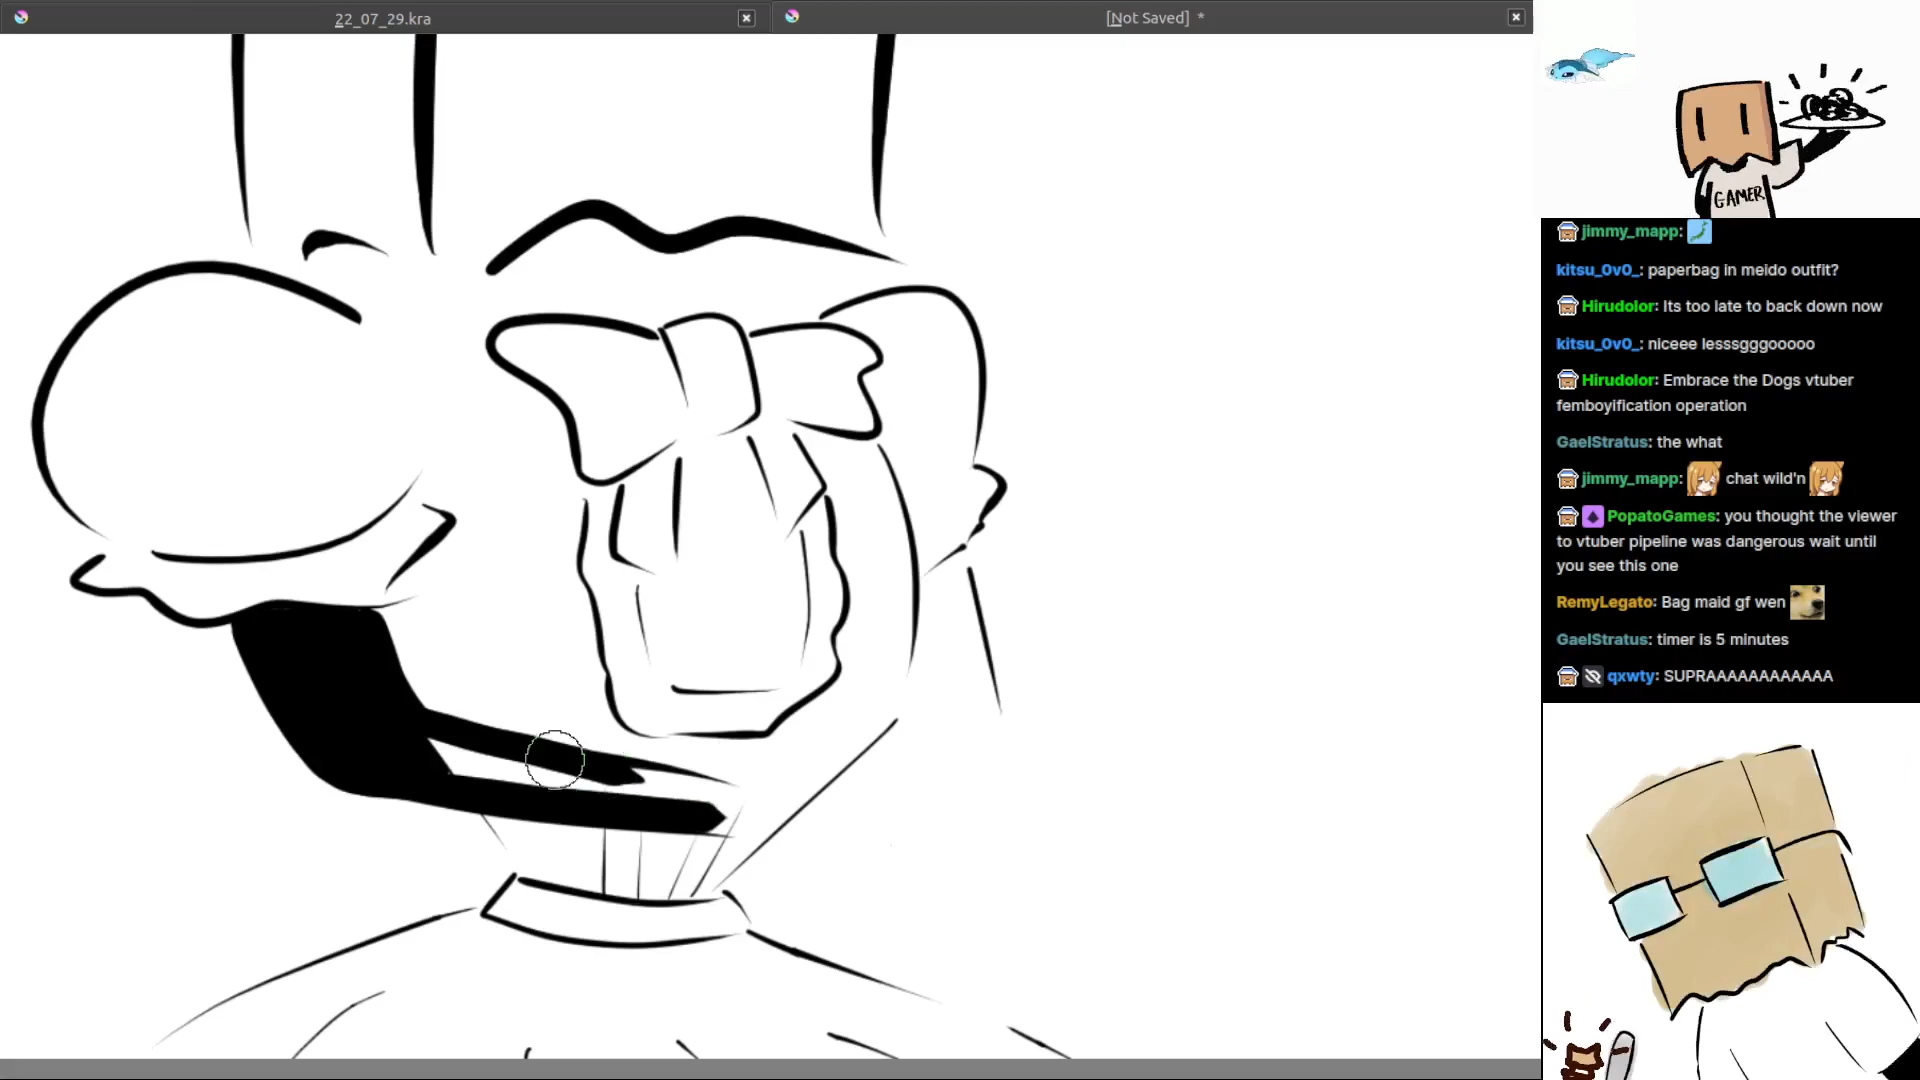 22_07_29.kra
[Not Saved] *
GAMER
jimmy_mapp:
kitsu_0v0_: paperbag in meido outfit?
Hirudolor: Its too late to back down now
kitsu_0v0_: niceee lesssgggooooo
Hirudolor: Embrace the Dogs vtuber
femboyification operation
GaelStratus: the what
jimmy_mapp: chat wild'n
PopatoGames: you thought the viewer
to vtuber pipeline was dangerous wait until
you see this one
RemyLegato: Bag maid gf wen
GaelStratus: timer is 5 minutes
qxwty: SUPRAAAAAAAAAAAA